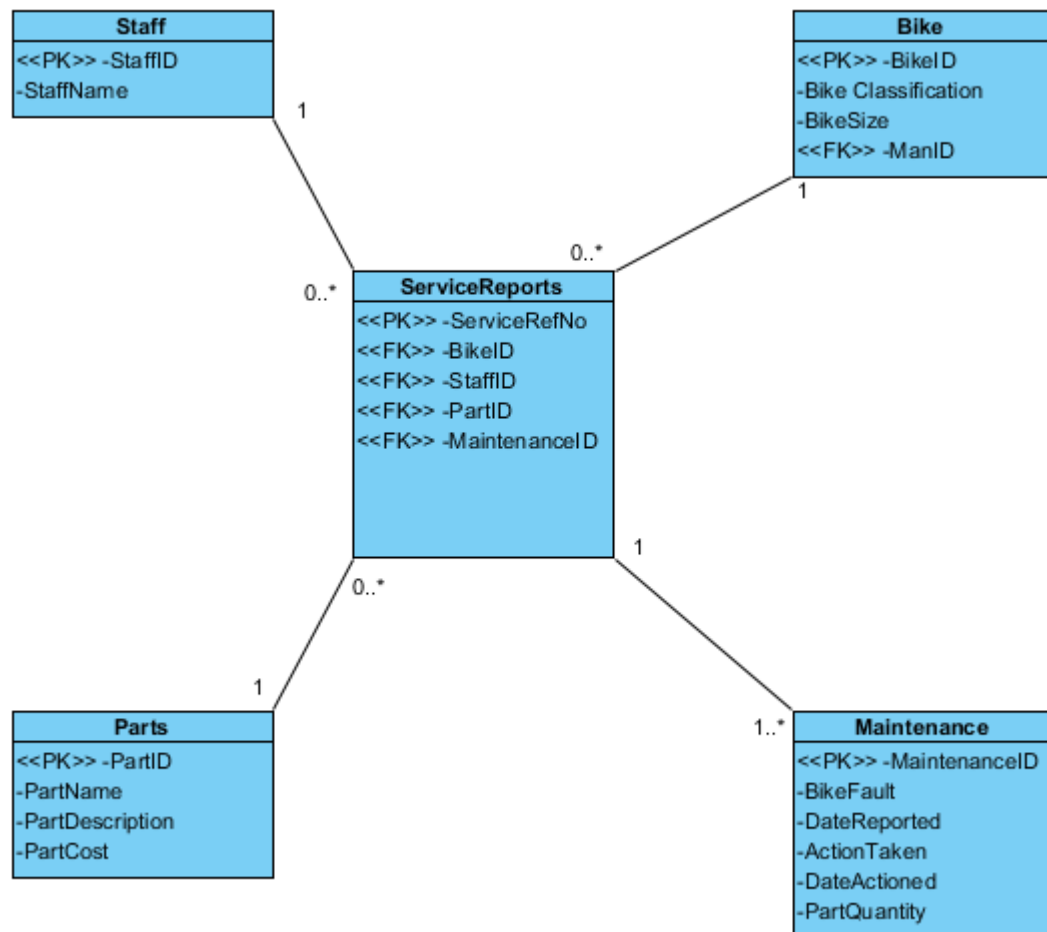 Staff
<<PK>> -StaffID
-StaffName
1
0..*
Bike
<<PK>> -BikeID
-Bike Classification
-BikeSize
<<FK>> -ManID
1
0..*
ServiceReports
<<PK>> -ServiceRefNo
<<FK>> -BikeID
<<FK>> -StaffID
<<FK>> -PartID
<<FK>> -MaintenanceID
0..*
1
1
1..*
Parts
<<PK>> -PartID
-PartName
-PartDescription
-PartCost
Maintenance
<<PK>> -MaintenanceID
-BikeFault
-DateReported
-ActionTaken
-DateActioned
-PartQuantity